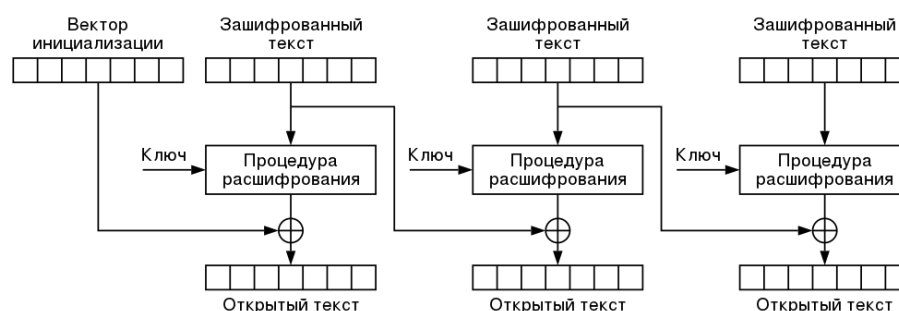 Вектор
инициализации
Зашифрованный
текст
Зашифрованный
текст
Зашифрованный
текст
Ключ
Процедура
расшифрования
Ключ
Процедура
расшифрования
Ключ
Процедура
расшифрования
Открытый текст
Открытый текст
Открытый текст